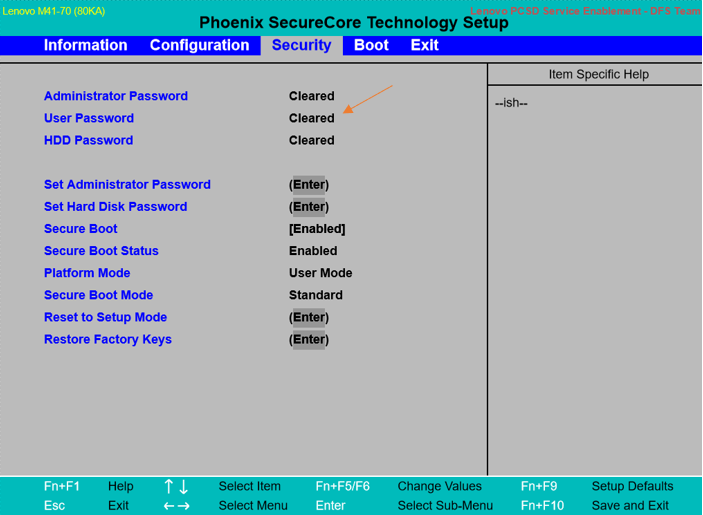 Lenovo M41-70 (80KA)
Lenovo PCSD Service Enablement - DFS Team
Phoenix SecureCore Technology Setup
Information Configuration Security Boot Exit
Item Specific Help
--ish--
Administrator Password Cleared
User Password Cleared
HDD Password Cleared
Set Administrator Password (Enter)
Set Hard Disk Password (Enter)
Secure Boot [Enabled]
Secure Boot Status Enabled
Platform Mode User Mode
Secure Boot Mode Standard
Reset to Setup Mode (Enter)
Restore Factory Keys (Enter)
Fn+F1 Help ↑ ↓ Select Item Fn+F5/F6 Change Values Fn+F9 Setup Defaults
Esc Exit ← → Select Menu Enter Select Sub-Menu Fn+F10 Save and Exit